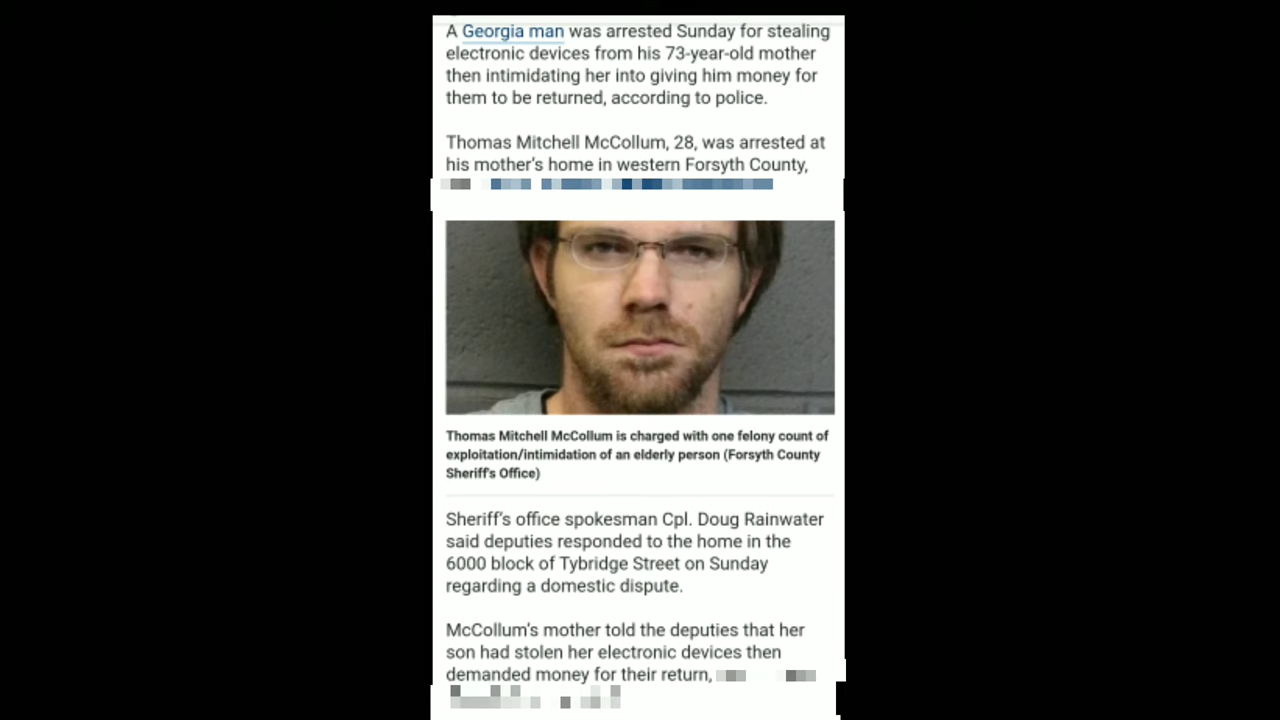 A Georgia man was arrested Sunday for stealing
electronic devices from his 73-year-old mother
then intimidating her into giving him money for
them to be returned, according to police.
Thomas Mitchell McCollum, 28, was arrested at
his mother's home in western Forsyth County,
Thomas Mitchell McCollum is charged with one felony count of
exploitation/intimidation of an elderly person (Forsyth County
Sheriff's Office)
Sheriff's office spokesman Cpl. Doug Rainwater
said deputies responded to the home in the
6000 block of Tybridge Street on Sunday
regarding a domestic dispute.
McCollum's mother told the deputies that her
son had stolen her electronic devices then
demanded money for their return,